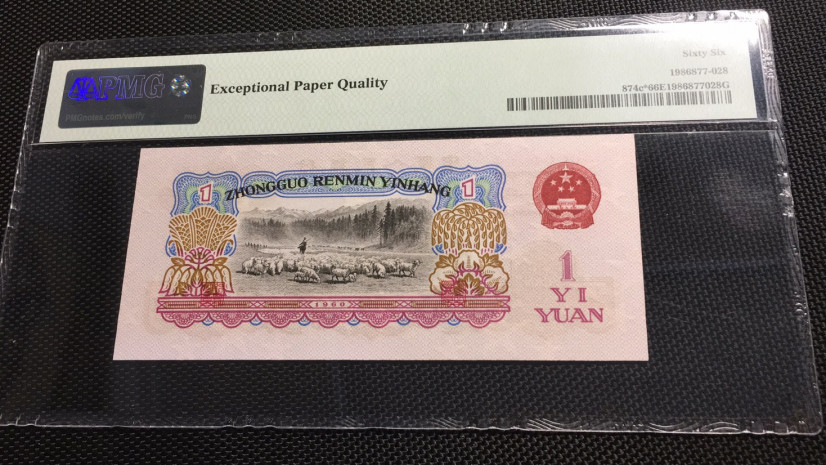 PMG
PMGnotes.com/verify
Exceptional Paper Quality
Sixty Six
1986877-028
874c*66E1986877028G
1
ZHONGGUO RENMIN YINHANG
1
1960
1
YI
YUAN